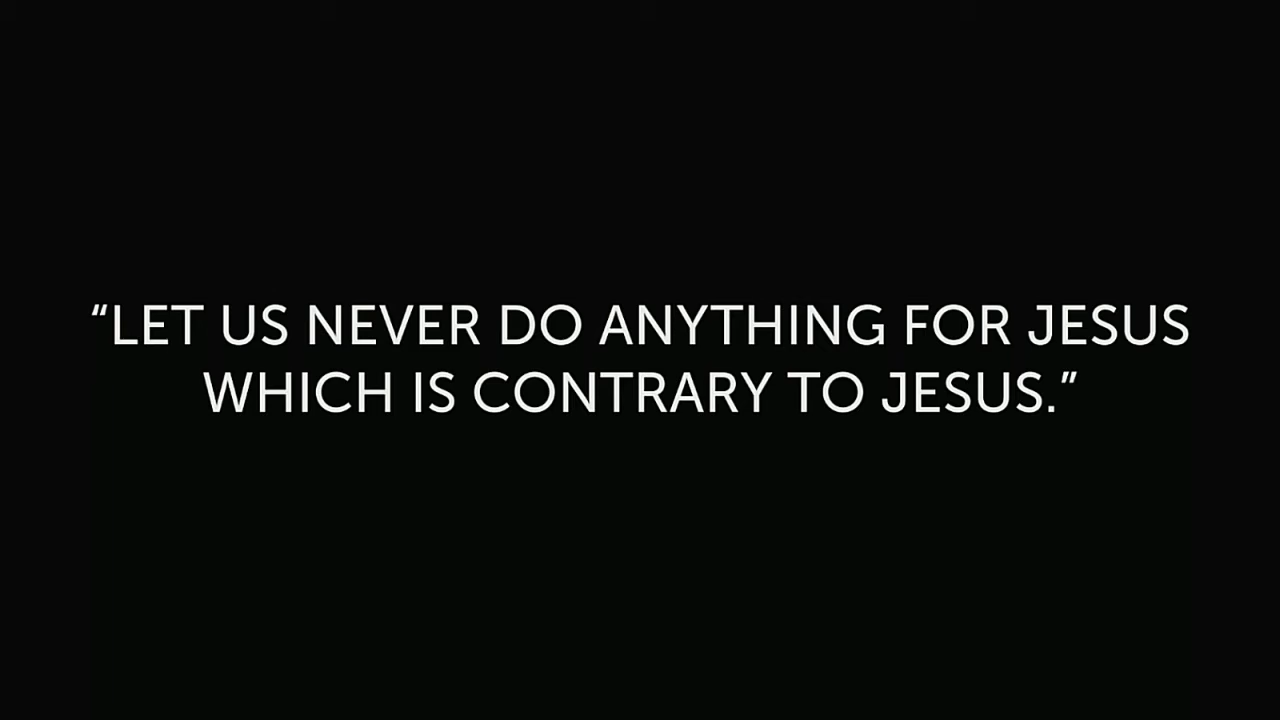 “LET US NEVER DO ANYTHING FOR JESUS
WHICH IS CONTRARY TO JESUS.”